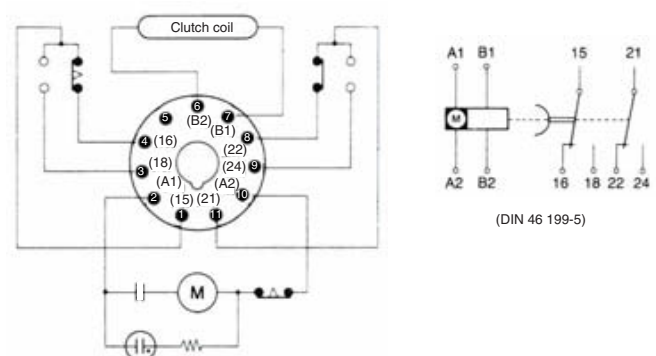 Clutch coil
6
5 (B2) 7
(B1)
4 (16) 8
(22)
3 (18) (24) 9
(A1) (A2)
2 10
(15) (21)
1 11
M
A1 B1 15 21
M
A2 B2 16 18 22 24
(DIN 46 199-5)